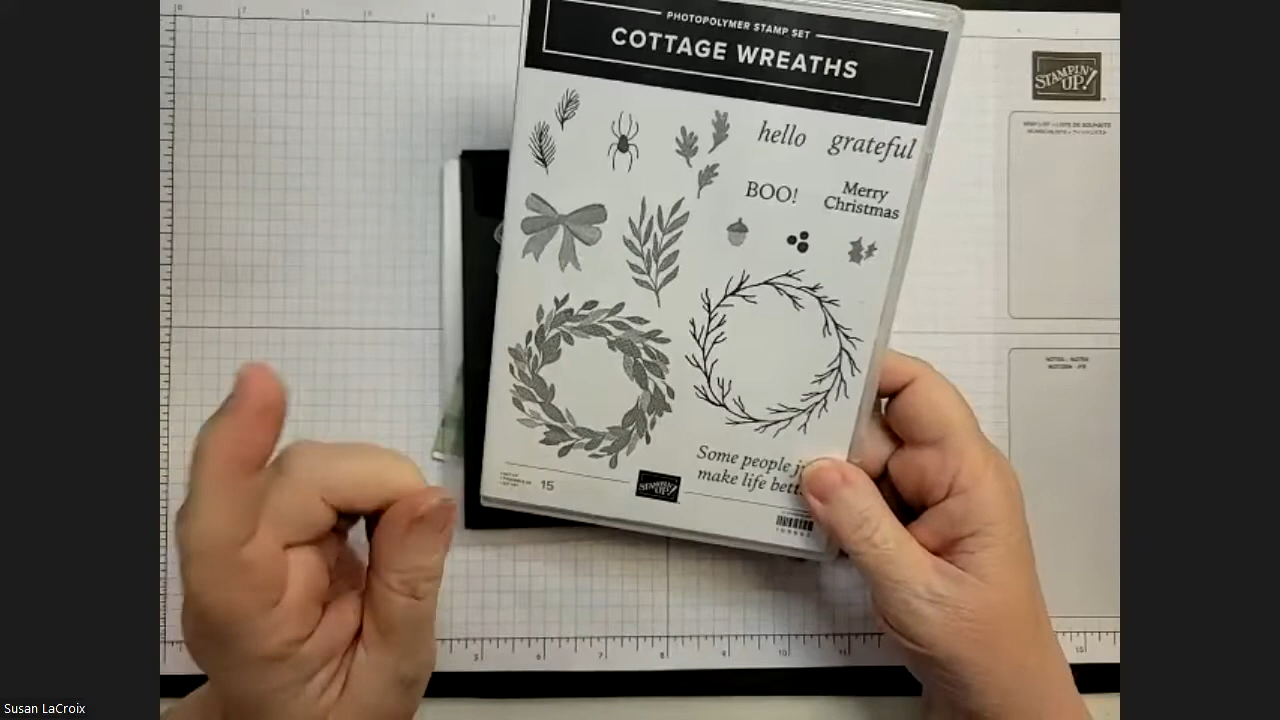 PHOTOPOLYMER STAMP SET
COTTAGE WREATHS
hello
grateful
BOO!
Merry
Christmas
Some people
make life
15
STAMPIN' UP!
STAMPIN'
UP!
Susan LaCroix